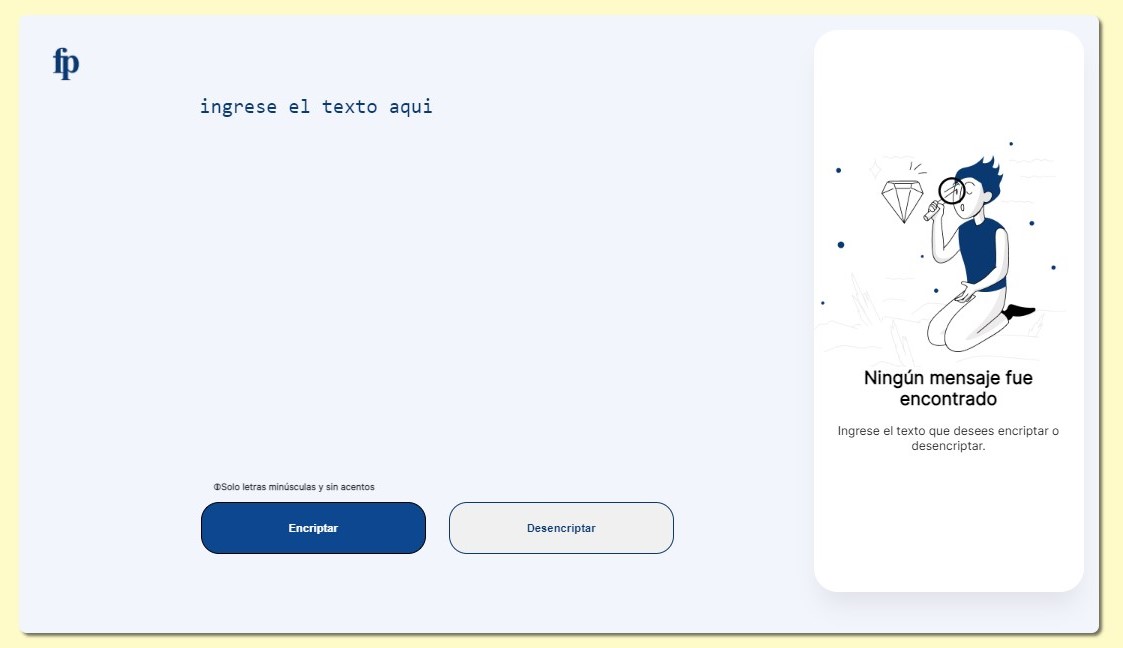 fp
ingrese el texto aqui
Ningún mensaje fue
encontrado
Ingrese el texto que desees encriptar o
desencriptar.
①Solo letras minúsculas y sin acentos
Encriptar
Desencriptar